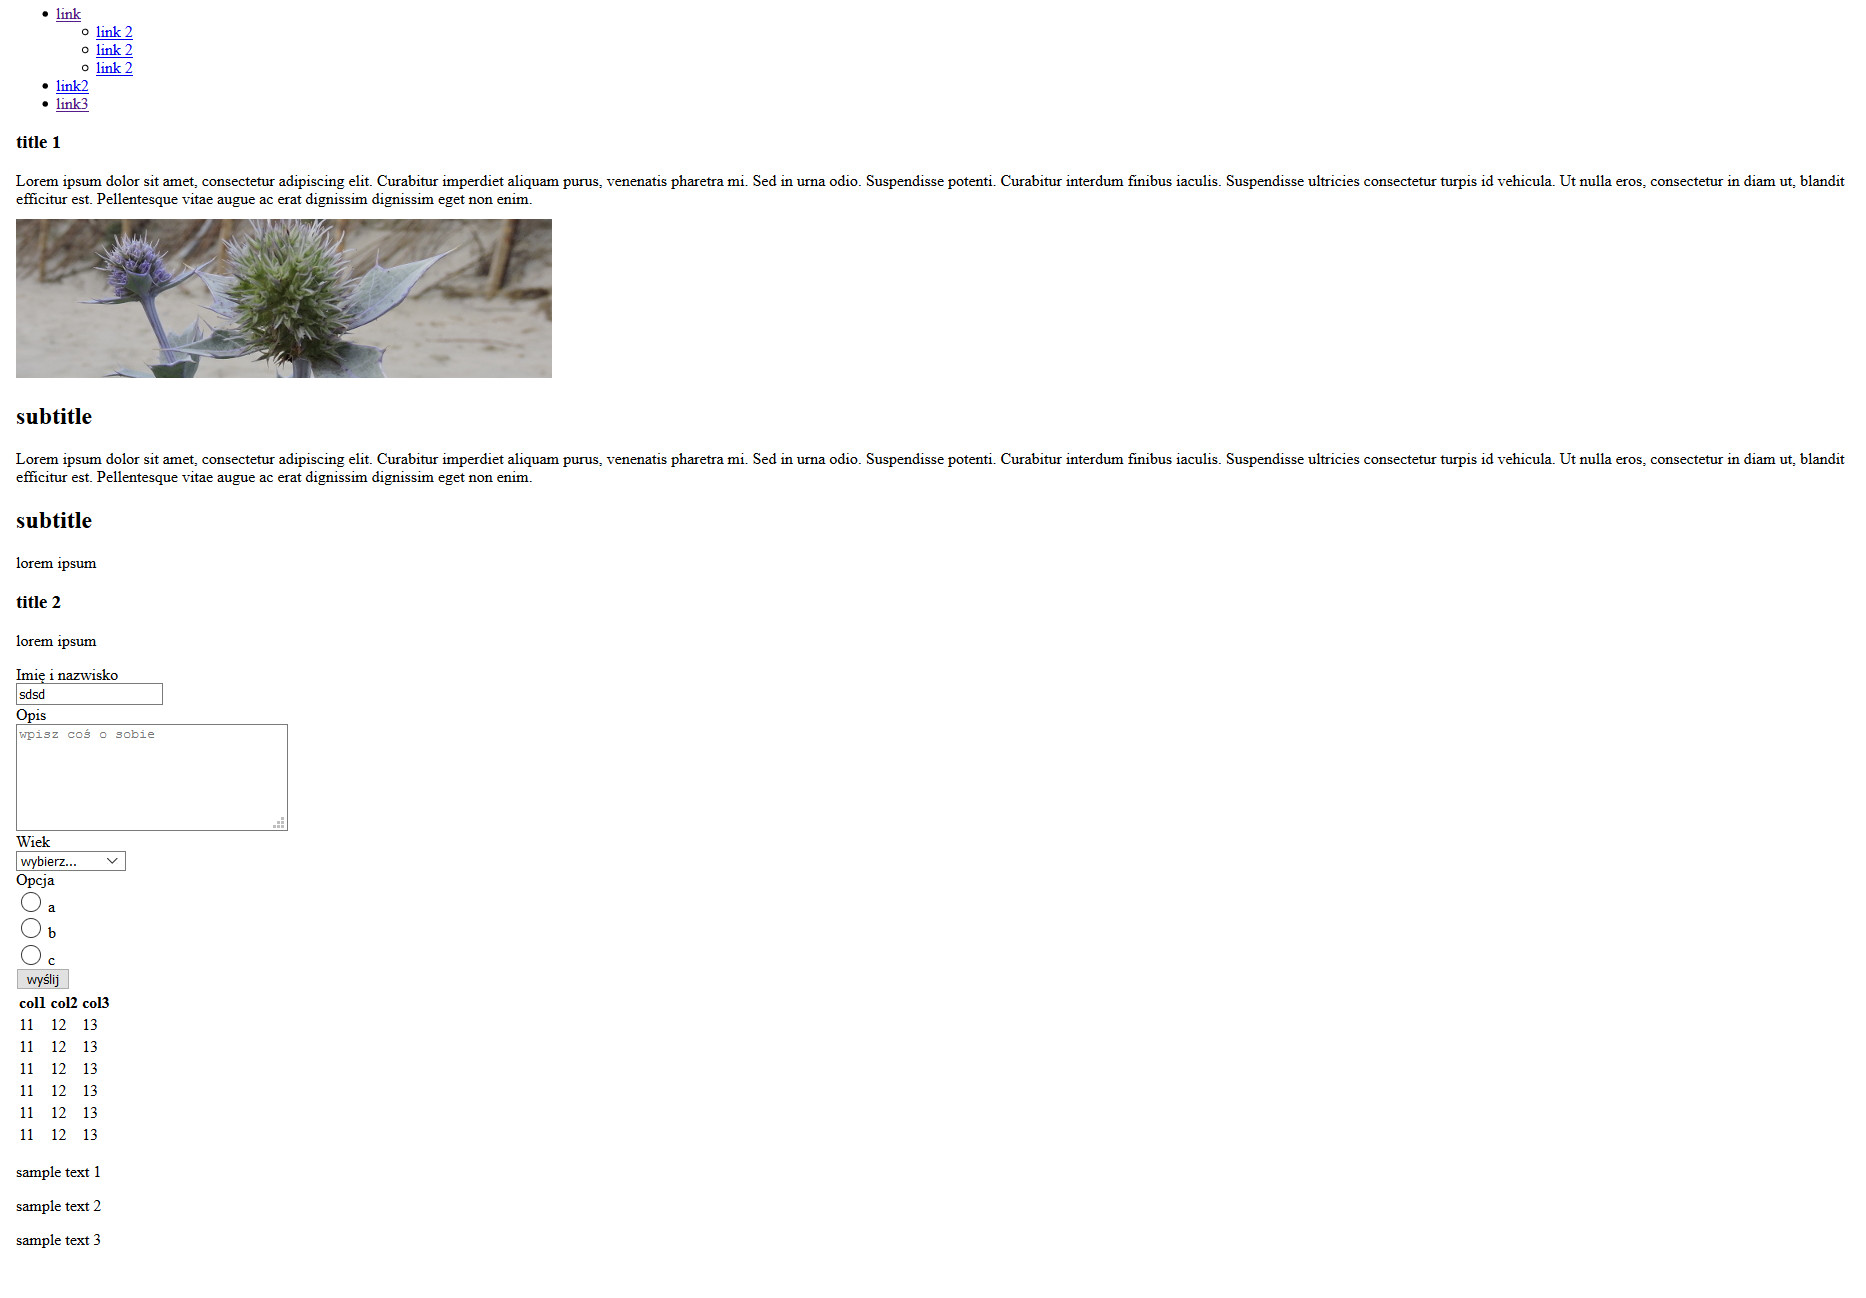 link
link 2
link 2
link 2
link2
link3
title 1
Lorem ipsum dolor sit amet, consectetur adipiscing elit. Curabitur imperdiet aliquam purus, venenatis pharetra mi. Sed in urna odio. Suspendisse potenti. Curabitur interdum finibus iaculis. Suspendisse ultricies consectetur turpis id vehicula. Ut nulla eros, consectetur in diam ut, blandit
efficitur est. Pellentesque vitae augue ac erat dignissim dignissim eget non enim.
subtitle
Lorem ipsum dolor sit amet, consectetur adipiscing elit. Curabitur imperdiet aliquam purus, venenatis pharetra mi. Sed in urna odio. Suspendisse potenti. Curabitur interdum finibus iaculis. Suspendisse ultricies consectetur turpis id vehicula. Ut nulla eros, consectetur in diam ut, blandit
efficitur est. Pellentesque vitae augue ac erat dignissim dignissim eget non enim.
subtitle
lorem ipsum
title 2
lorem ipsum
Imię i nazwisko
sdsd
Opis
wpisz coś o sobie
Wiek
wybierz...
Opcja
a
b
c
wyślij
col1 col2 col3
11 12 13
11 12 13
11 12 13
11 12 13
11 12 13
11 12 13
sample text 1
sample text 2
sample text 3